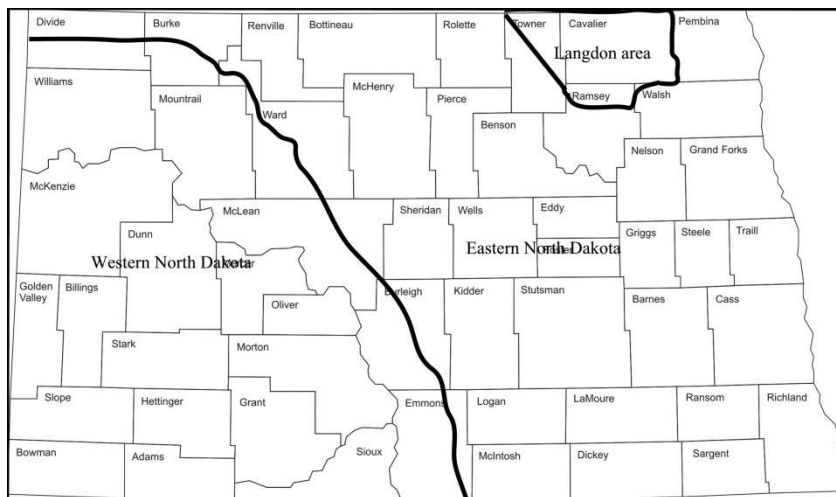 Divide
Burke
Renville
Bottineau
Rolette
Towner
Cavalier
Pembina
Langdon area
Williams
Mountrail
Ward
McHenry
Pierce
Ramsey
Walsh
Benson
Nelson
Grand Forks
McKenzie
Dunn
McLean
Sheridan
Wells
Eddy
Griggs
Steele
Traill
Western North Dakota
Eastern North Dakota
Golden
Valley
Billings
Oliver
Burleigh
Kidder
Stutsman
Barnes
Cass
Stark
Morton
Slope
Hettinger
Grant
Emmons
Logan
LaMoure
Ransom
Richland
Bowman
Adams
Sioux
McIntosh
Dickey
Sargent